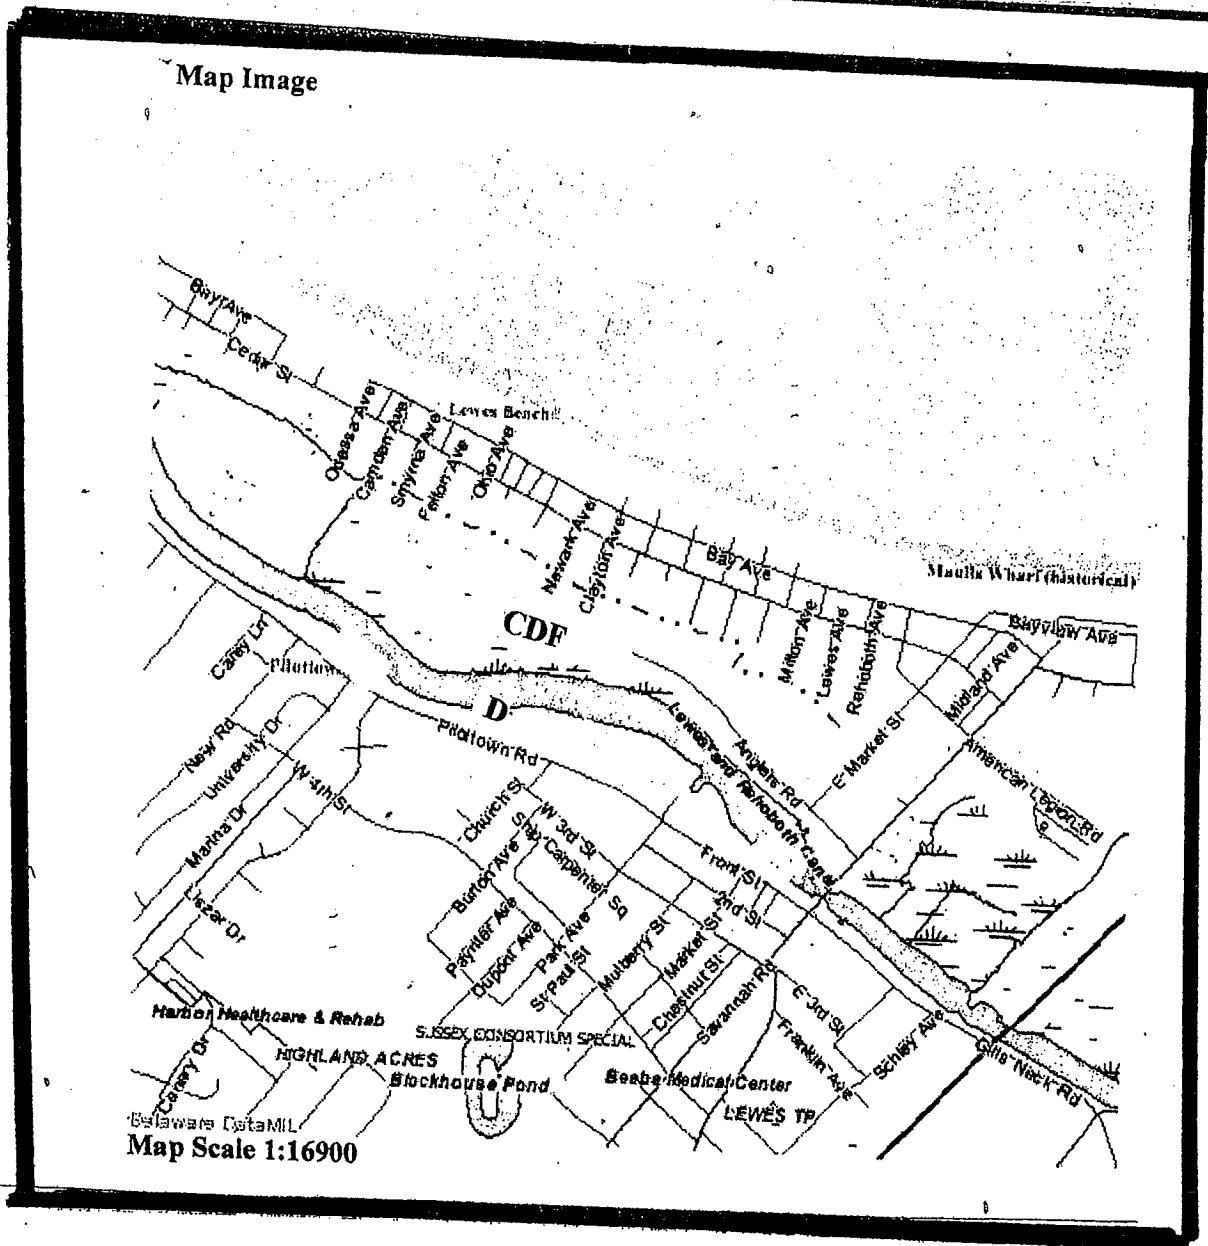 Map Image
Bay Ave
Cedar St
Lewes Beach
Odessa Ave
Camden Ave
Smyrna Ave
Felton Ave
Ohio Ave
Newark Ave
Clayton Ave
Bay Ave
Maulls Wharf (historical)
Bayview Ave
CDF
Milton Ave
Lewes Ave
Rehoboth Ave
Midland Ave
Carey Ln
Pilottown
D
Pilottown Rd
Lewes and Rehoboth Canal
Anglers Rd
E Market St
American Legion Rd
New Rd
University Dr
W 4th St
Marina Dr
Church St
W 3rd St
Ship Carpenter Sq
Front St
2nd St
Burton Ave
Paynter Ave
Dupont Ave
Park Ave
St Paul St
Mulberry St
Market St
Chestnut St
Savannah Rd
E 3rd St
Franklin Ave
Schley Ave
Gills Neck Rd
Harbor Healthcare & Rehab
SUSSEX CONSORTIUM SPECIAL
HIGHLAND ACRES
Blockhouse Pond
Beebe Medical Center
LEWES TP
Canary Dr
Delaware DataMIL
Map Scale 1:16900